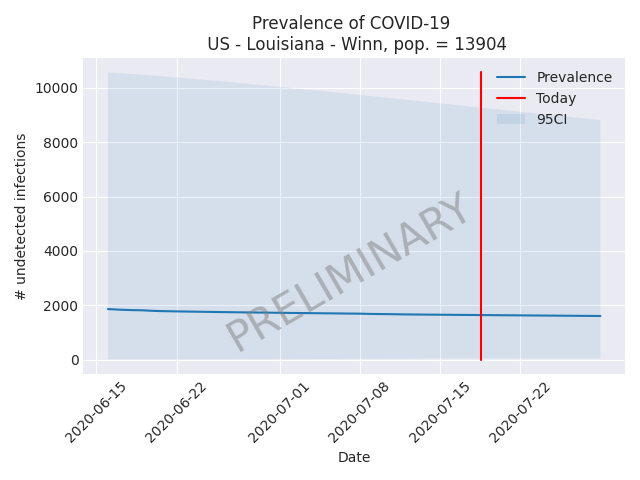 Prevalence of COVID-19
US - Louisiana - Winn, pop. = 13904
# undetected infections
10000
8000
6000
4000
2000
0
Prevalence
Today
95CI
PRELIMINARY
2020-06-15
2020-06-22
2020-07-01
2020-07-08
2020-07-15
2020-07-22
Date